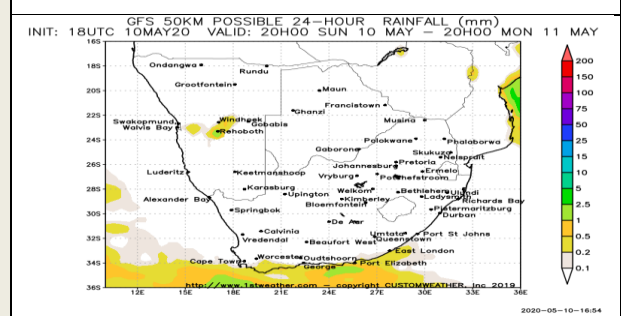 GFS 50KM POSSIBLE 24-HOUR RAINFALL (mm)
INIT: 18UTC 10MAY20 VALID: 20H00 SUN 10 MAY - 20H00 MON 11 MAY
16S
Ondangwa
Rundu
18S
200
150
Grootfontein
Maun
20S
100
Francistown
75
Ghanzi
22S
Swakopmund
Windhoek
Gobabis
Musina
50
Walvis Bay
Rehoboth
24S
25
Polokwane
Phalaborwa
Gaborone
Skukuza
15
Pretoria
Nelspruit
26S
Johannesburg
10
Luderitz
Keetmanshoop
Vryburg
Potchefstroom
Ermelo
5
28S
Karasburg
Upington
Welkom
Bethlehem
Ulundi
Alexander Bay
Kimberley
Ladysmith
Richards Bay
2.5
Springbok
Bloemfontein
Pietermaritzburg
30S
Durban
1
De Aar
0.5
32S
Calvinia
Umtata
Port St Johns
Vredendal
Beaufort West
Queenstown
0.2
East London
34S
Cape Town
Worcester
Oudtshoorn
Port Elizabeth
0.1
George
http://www.1stweather.com - copyright CUSTOMWEATHER, Inc 2019
36S
12E 15E 18E 21E 24E 27E 30E 33E 36E
2020-05-10-16:54